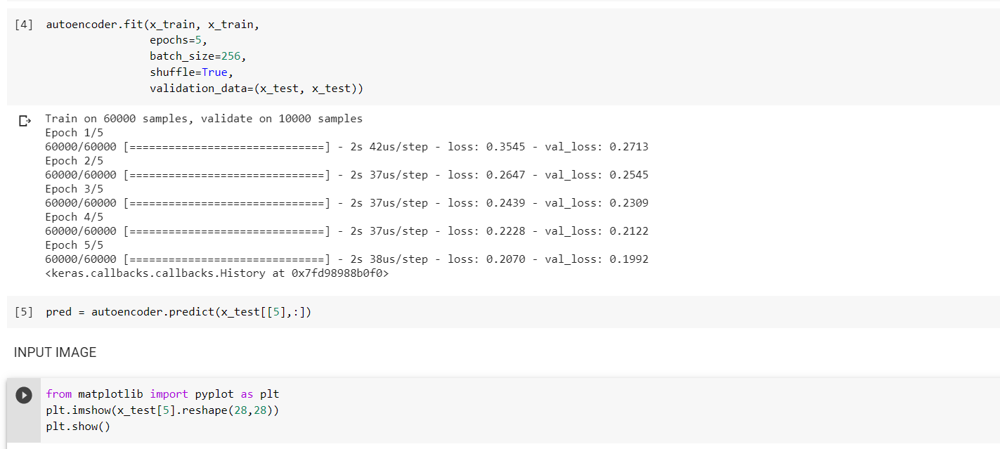 [4] autoencoder.fit(x_train, x_train,
epochs=5,
batch_size=256,
shuffle=True,
validation_data=(x_test, x_test))
Train on 60000 samples, validate on 10000 samples
Epoch 1/5
60000/60000 [==============================] - 2s 42us/step - loss: 0.3545 - val_loss: 0.2713
Epoch 2/5
60000/60000 [==============================] - 2s 37us/step - loss: 0.2647 - val_loss: 0.2545
Epoch 3/5
60000/60000 [==============================] - 2s 37us/step - loss: 0.2439 - val_loss: 0.2309
Epoch 4/5
60000/60000 [==============================] - 2s 37us/step - loss: 0.2228 - val_loss: 0.2122
Epoch 5/5
60000/60000 [==============================] - 2s 38us/step - loss: 0.2070 - val_loss: 0.1992
<keras.callbacks.callbacks.History at 0x7fd98988b0f0>
[5] pred = autoencoder.predict(x_test[[5],:])
INPUT IMAGE
from matplotlib import pyplot as plt
plt.imshow(x_test[5].reshape(28,28))
plt.show()